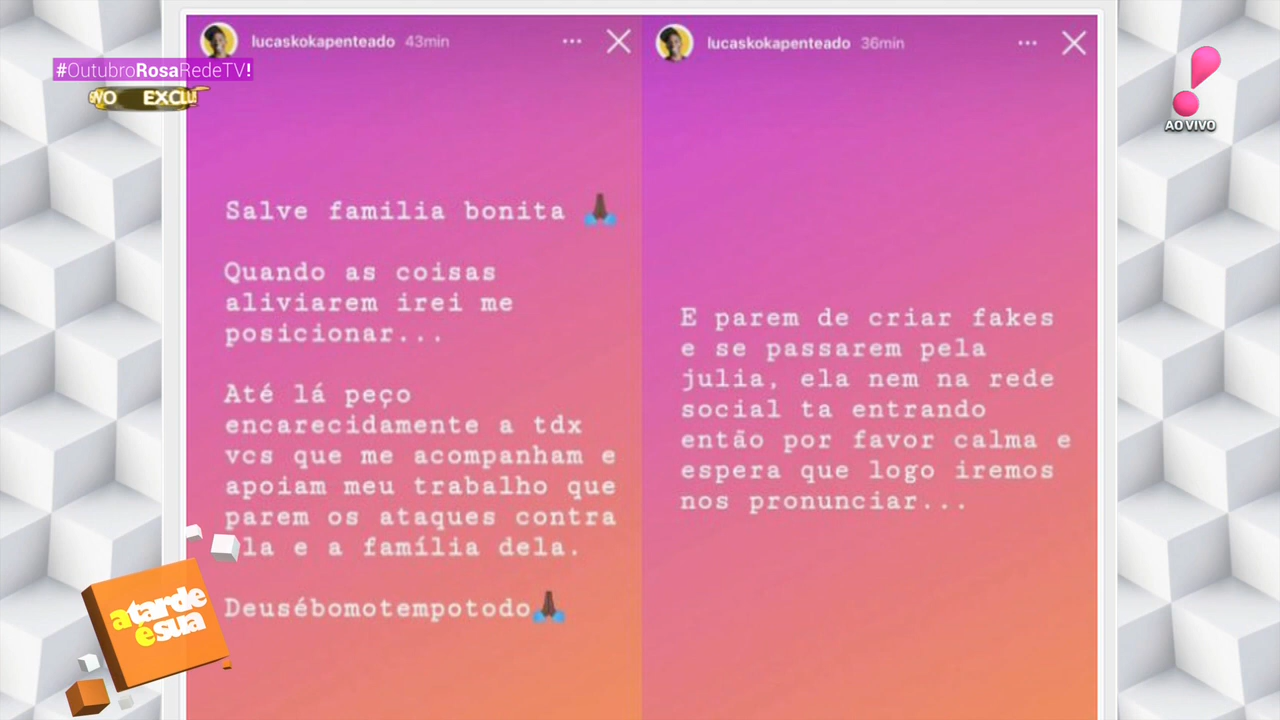 lucaskokapenteado 43min
#OutubroRosaRedeTV!
VO EXCLU
Salve familia bonita 🙏🏿
Quando as coisas
aliviarem irei me
posicionar...
Até lá peço
encarecidamente a tdx
vcs que me acompanham e
apoiam meu trabalho que
parem os ataques contra
ela e a família dela.
Deusébomotempotodo🙏🏿
lucaskokapenteado 36min
E parem de criar fakes
e se passarem pela
julia, ela nem na rede
social ta entrando
então por favor calma e
espera que logo iremos
nos pronunciar...
AO VIVO
a tarde
é sua